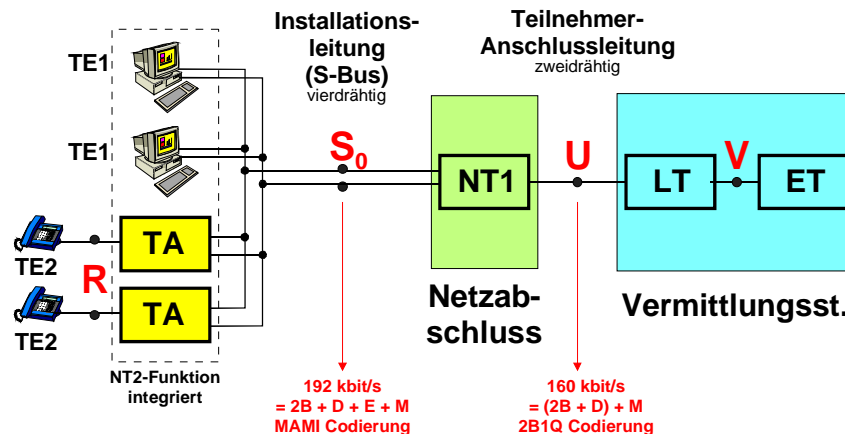 Installations-
leitung
(S-Bus)
vierdrähtig
Teilnehmer-
Anschlussleitung
zweidrähtig
TE1
TE1
S0
U
V
NT1
LT
ET
TE2
R
TA
TE2
TA
Netzab-
schluss
Vermittlungsst.
NT2-Funktion
integriert
192 kbit/s
= 2B + D + E + M
MAMI Codierung
160 kbit/s
= (2B + D) + M
2B1Q Codierung